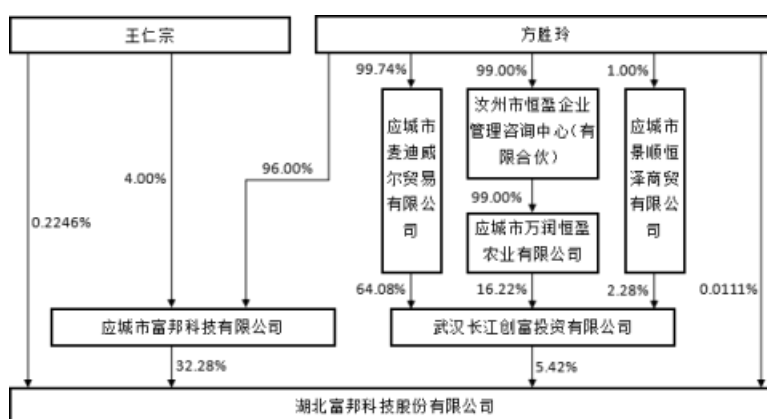 王仁宗
方胜玲
99.74%
99.00%
1.00%
应城市
麦迪威
尔贸易
有限公
司
汝州市恒盈企业
管理咨询中心（有
限合伙）
应城市
景顺恒
泽商贸
有限公
司
96.00%
4.00%
99.00%
0.2246%
应城市万润恒盈
农业有限公司
64.08%
16.22%
2.28%
0.0111%
应城市富邦科技有限公司
武汉长江创富投资有限公司
32.28%
5.42%
湖北富邦科技股份有限公司